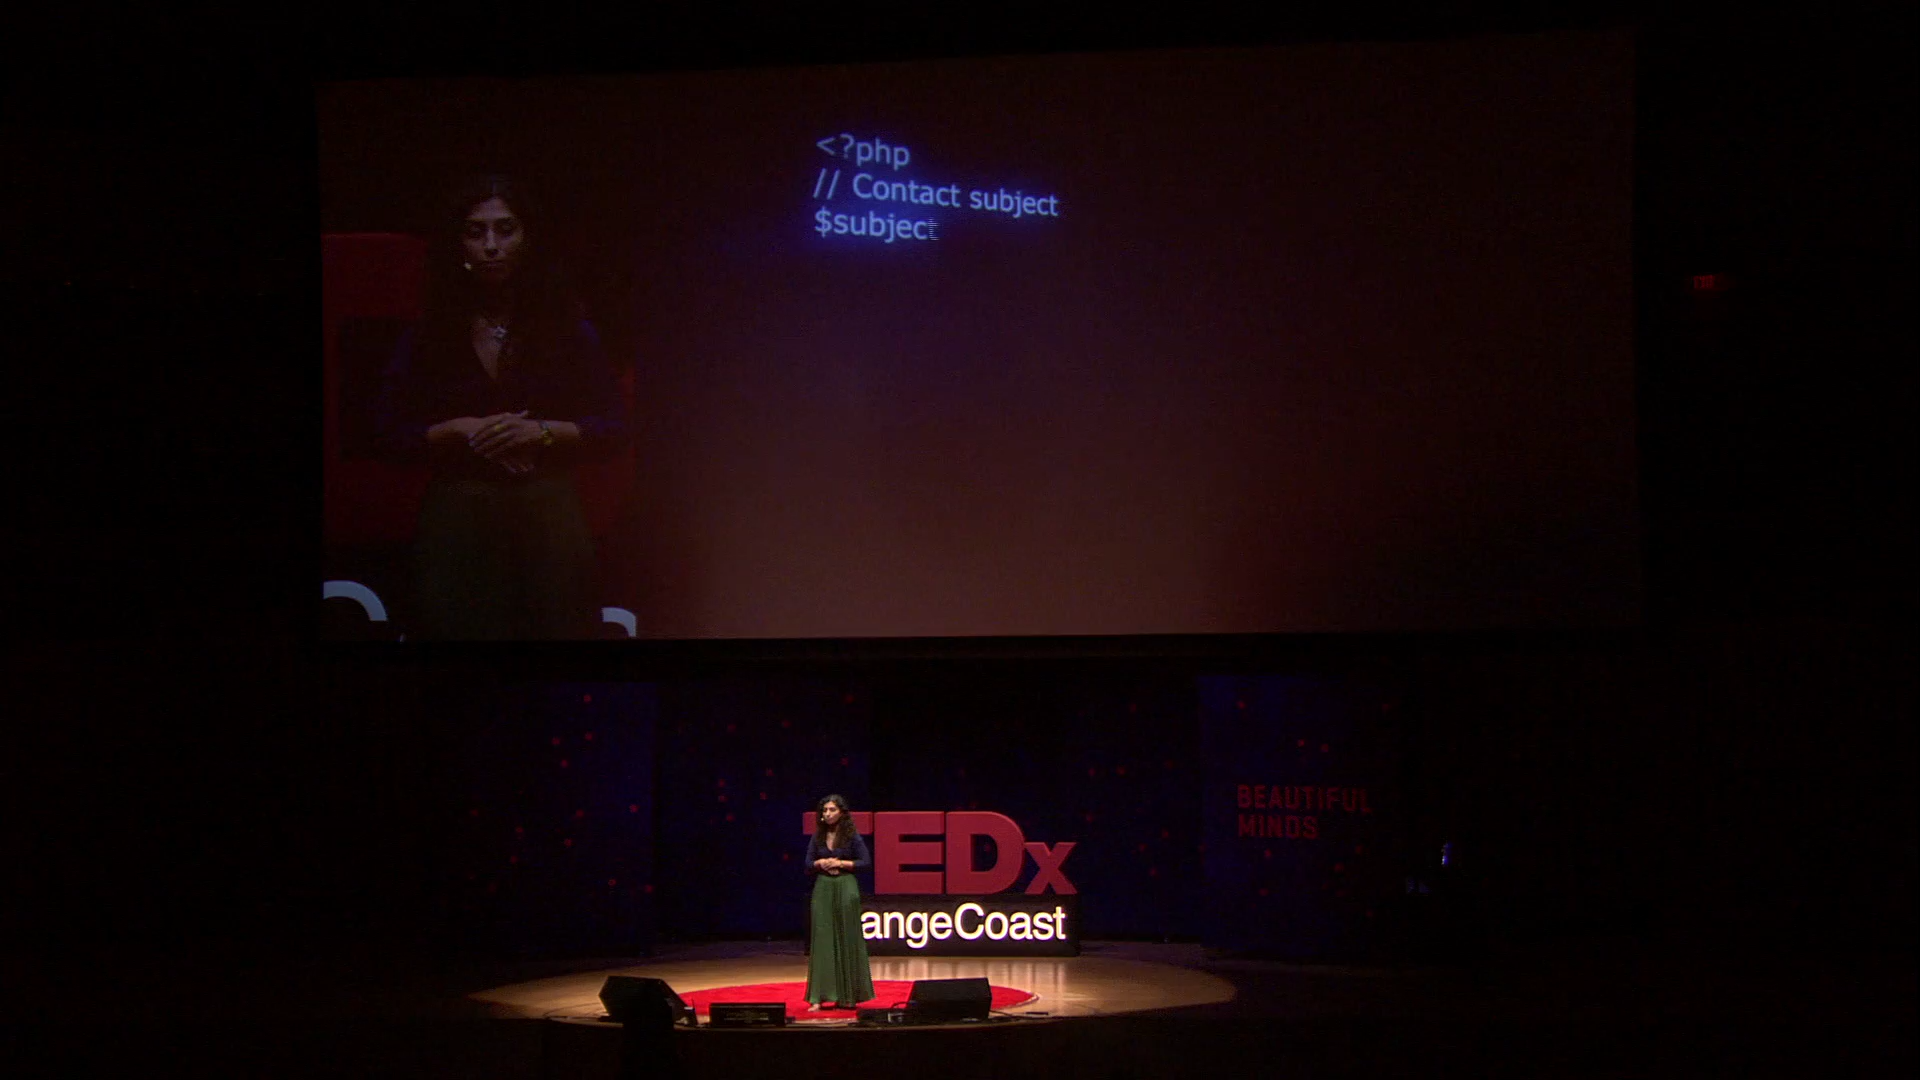 <?php
// Contact subject
$subject
BEAUTIFUL
MINDS
TEDx
angeCoast